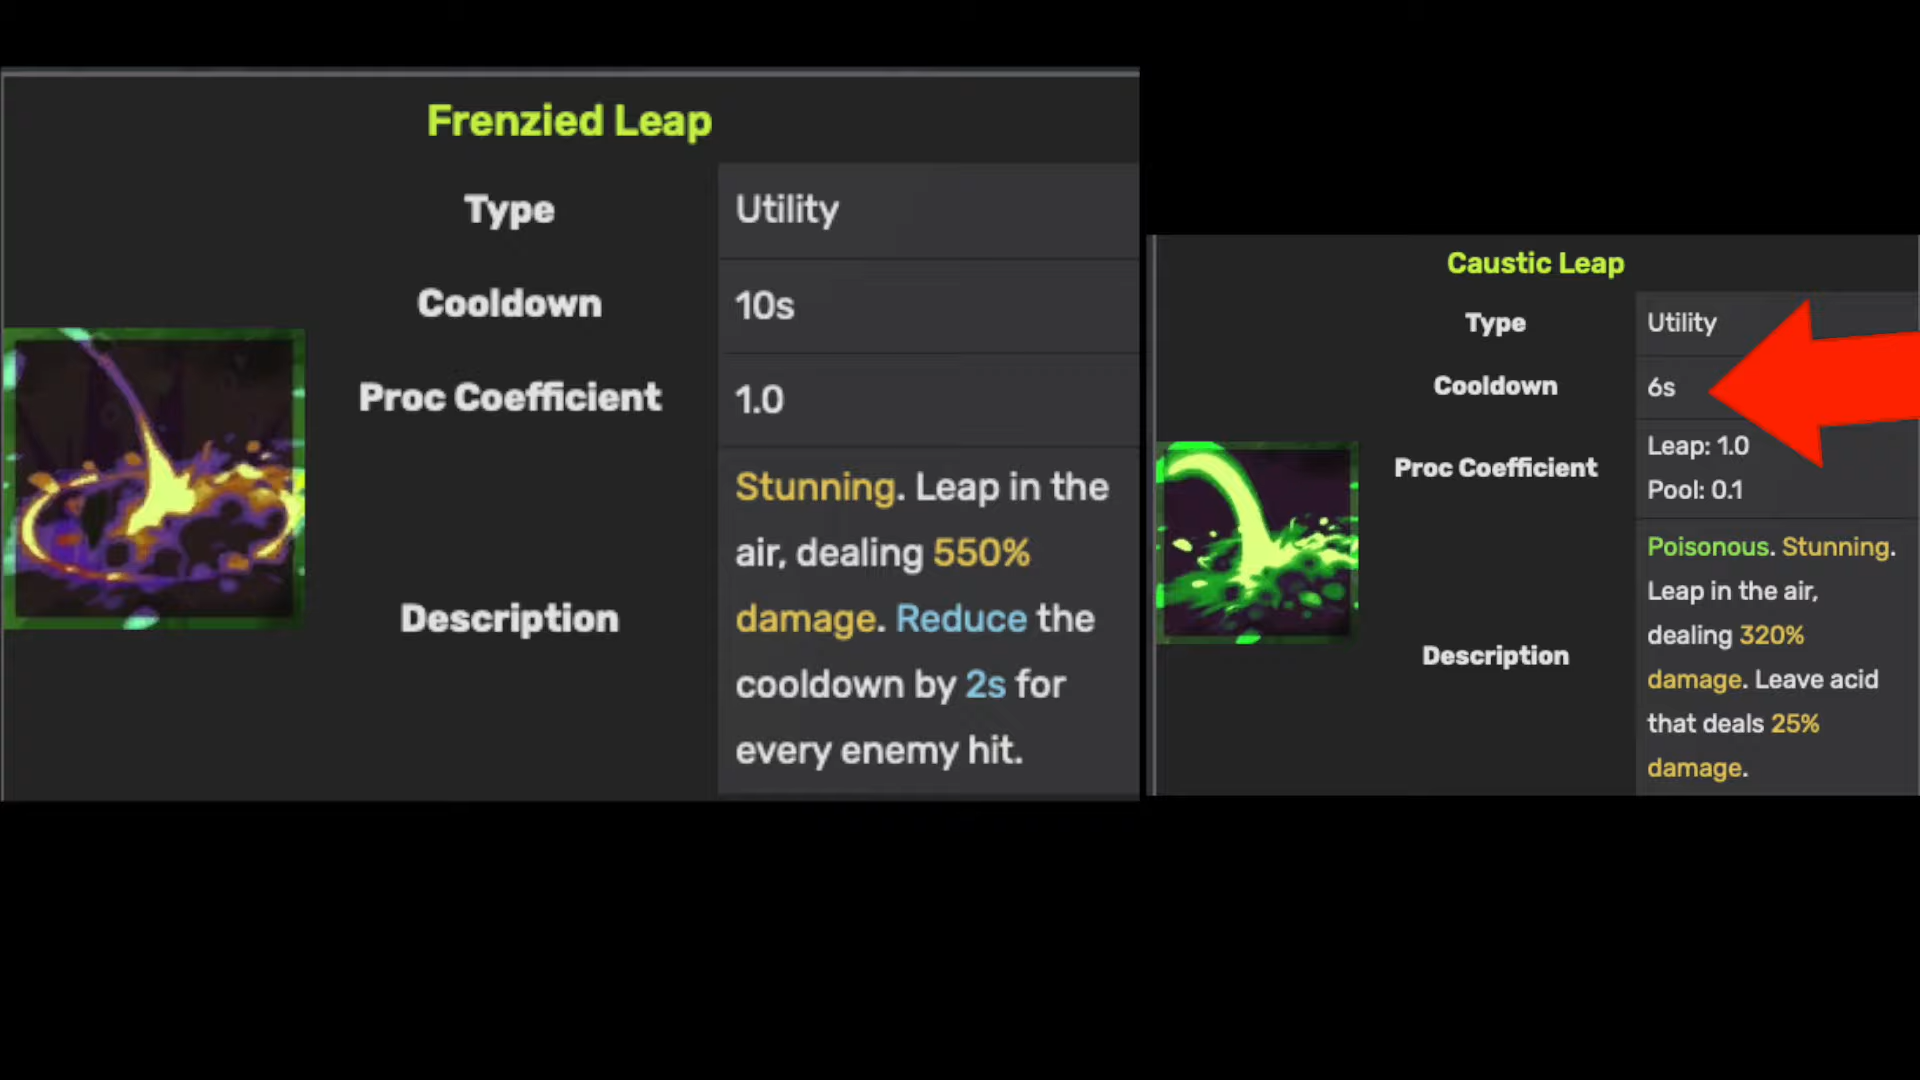 Frenzied Leap
Type
Utility
Cooldown
10s
Proc Coefficient
1.0
Description
Stunning. Leap in the
air, dealing 550%
damage. Reduce the
cooldown by 2s for
every enemy hit.
Caustic Leap
Type
Utility
Cooldown
6s
Proc Coefficient
Leap: 1.0
Pool: 0.1
Description
Poisonous. Stunning.
Leap in the air,
dealing 320%
damage. Leave acid
that deals 25%
damage.